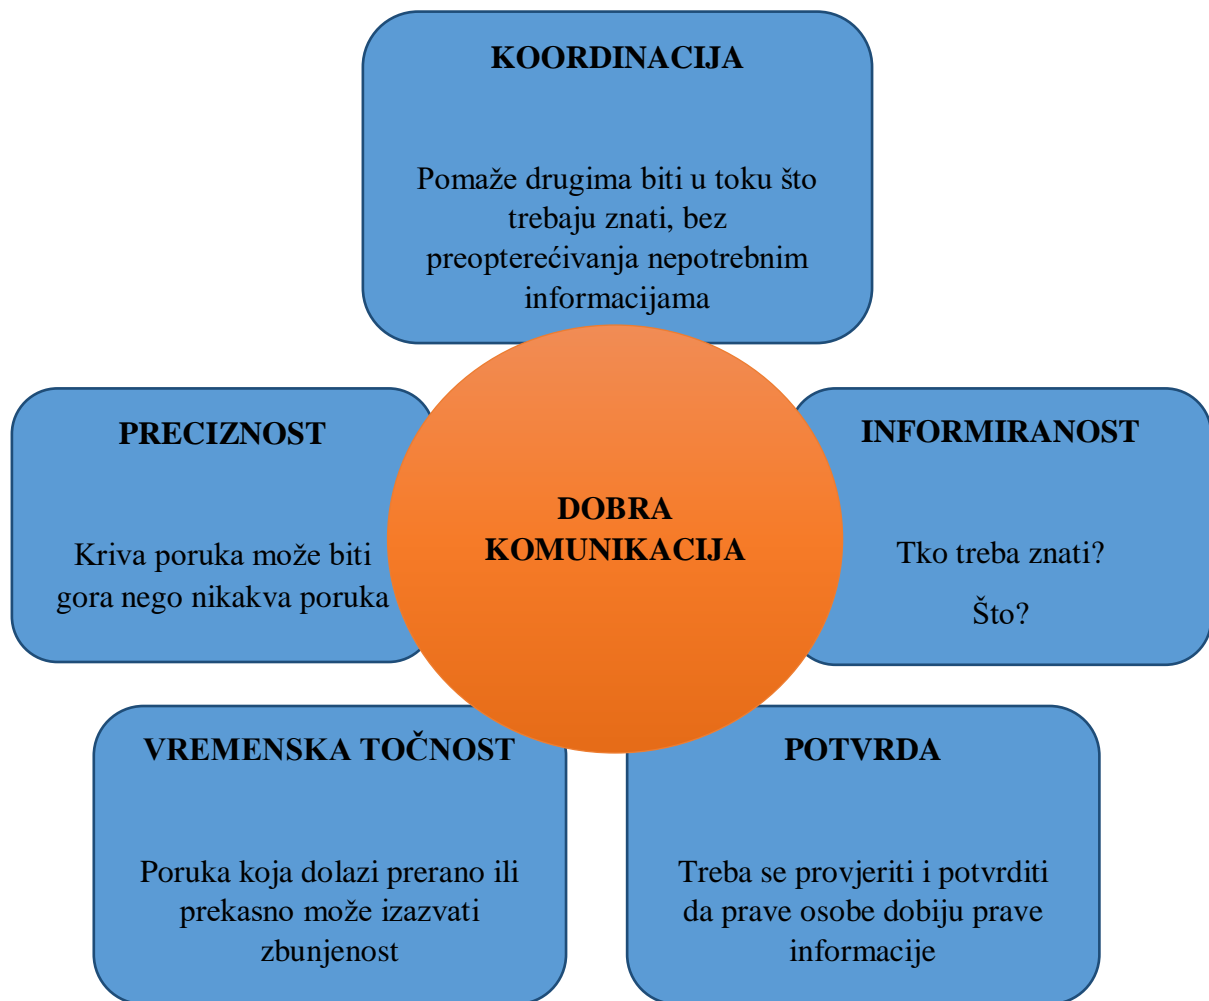 KOORDINACIJA
Pomaže drugima biti u toku što
trebaju znati, bez
preopterećivanja nepotrebnim
informacijama
PRECIZNOST
Kriva poruka može biti
gora nego nikakva poruka
DOBRA
KOMUNIKACIJA
INFORMIRANOST
Tko treba znati?
Što?
VREMENSKA TOČNOST
Poruka koja dolazi prerano ili
prekasno može izazvati
zbunjenost
POTVRDA
Treba se provjeriti i potvrditi
da prave osobe dobiju prave
informacije